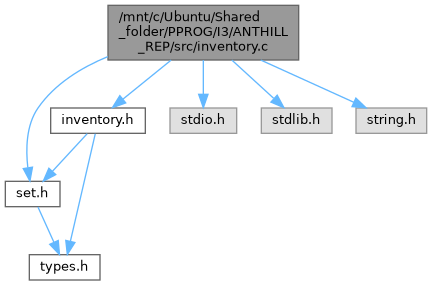 /mnt/c/Ubuntu/Shared
_folder/PPROG/I3/ANTHILL
_REP/src/inventory.c
inventory.h
stdio.h
stdlib.h
string.h
set.h
types.h